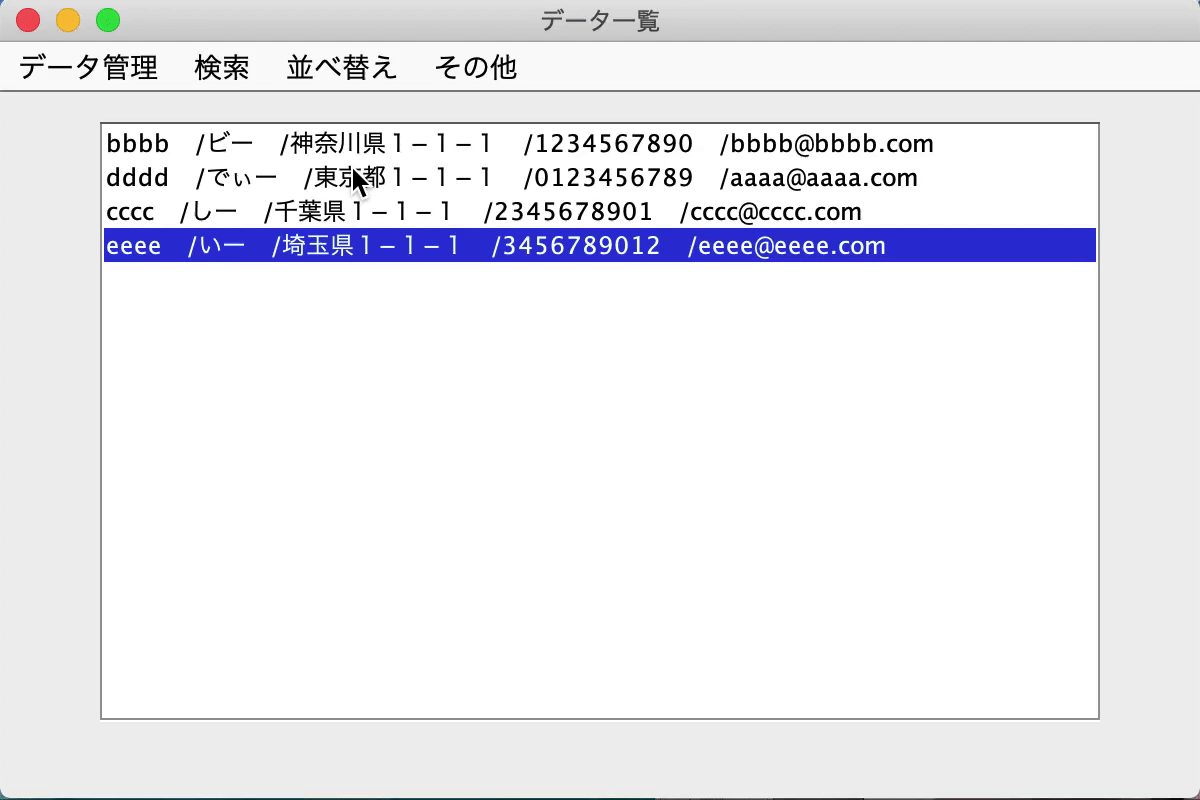 データ一覧
データ管理 検索 並べ替え その他
bbbb /ビー /神奈川県１−１−１ /1234567890 /bbbb@bbbb.com
dddd /でぃー /東京都１−１−１ /0123456789 /aaaa@aaaa.com
cccc /しー /千葉県１−１−１ /2345678901 /cccc@cccc.com
eeee /いー /埼玉県１−１−１ /3456789012 /eeee@eeee.com